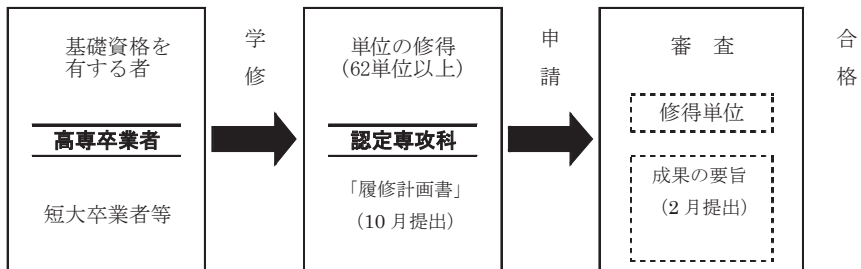 基礎資格を
有する者
高専卒業者
短大卒業者等
学
修
単位の修得
(62単位以上)
認定専攻科
「履修計画書」
(10 月提出)
申
請
審 査
修得単位
成果の要旨
(2 月提出)
合
格